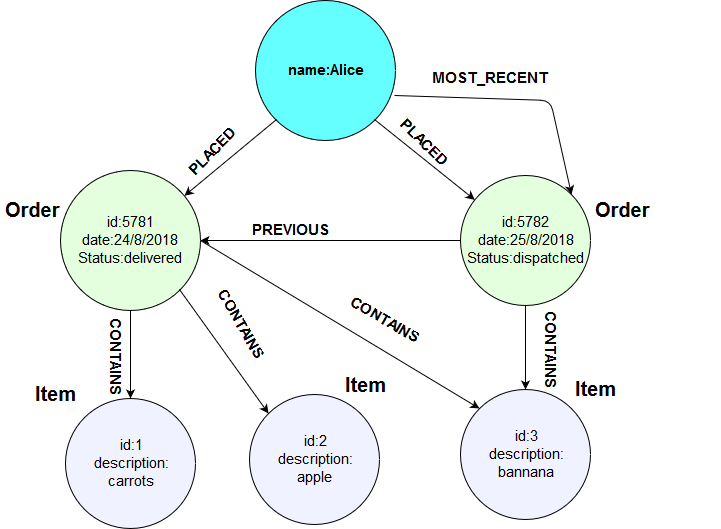 name:Alice
MOST_RECENT
PLACED
PLACED
Order
id:5781
date:24/8/2018
Status:delivered
PREVIOUS
id:5782
date:25/8/2018
Status:dispatched
Order
CONTAINS
CONTAINS
CONTAINS
CONTAINS
Item
id:1
description:
carrots
Item
id:2
description:
apple
Item
id:3
description:
bannana